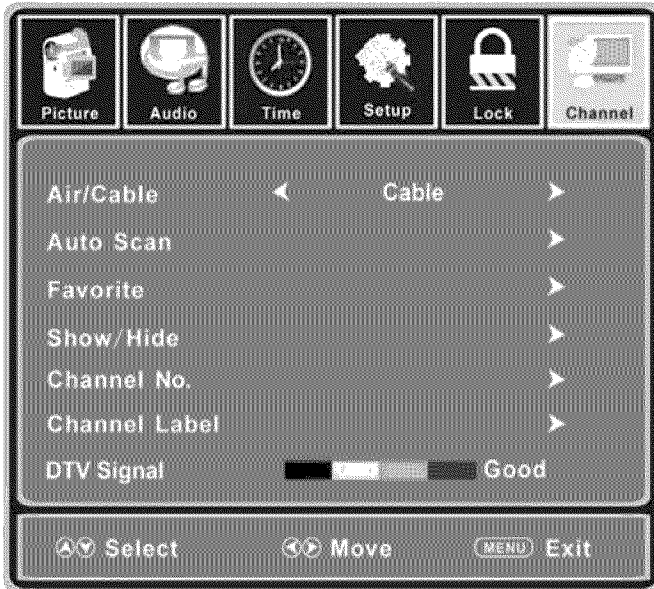 Picture Audio Time Setup Lock Channel
Air/Cable Cable
Auto Scan
Favorite
Show/Hide
Channel No.
Channel Label
DTV Signal Good
Select Move MENU Exit